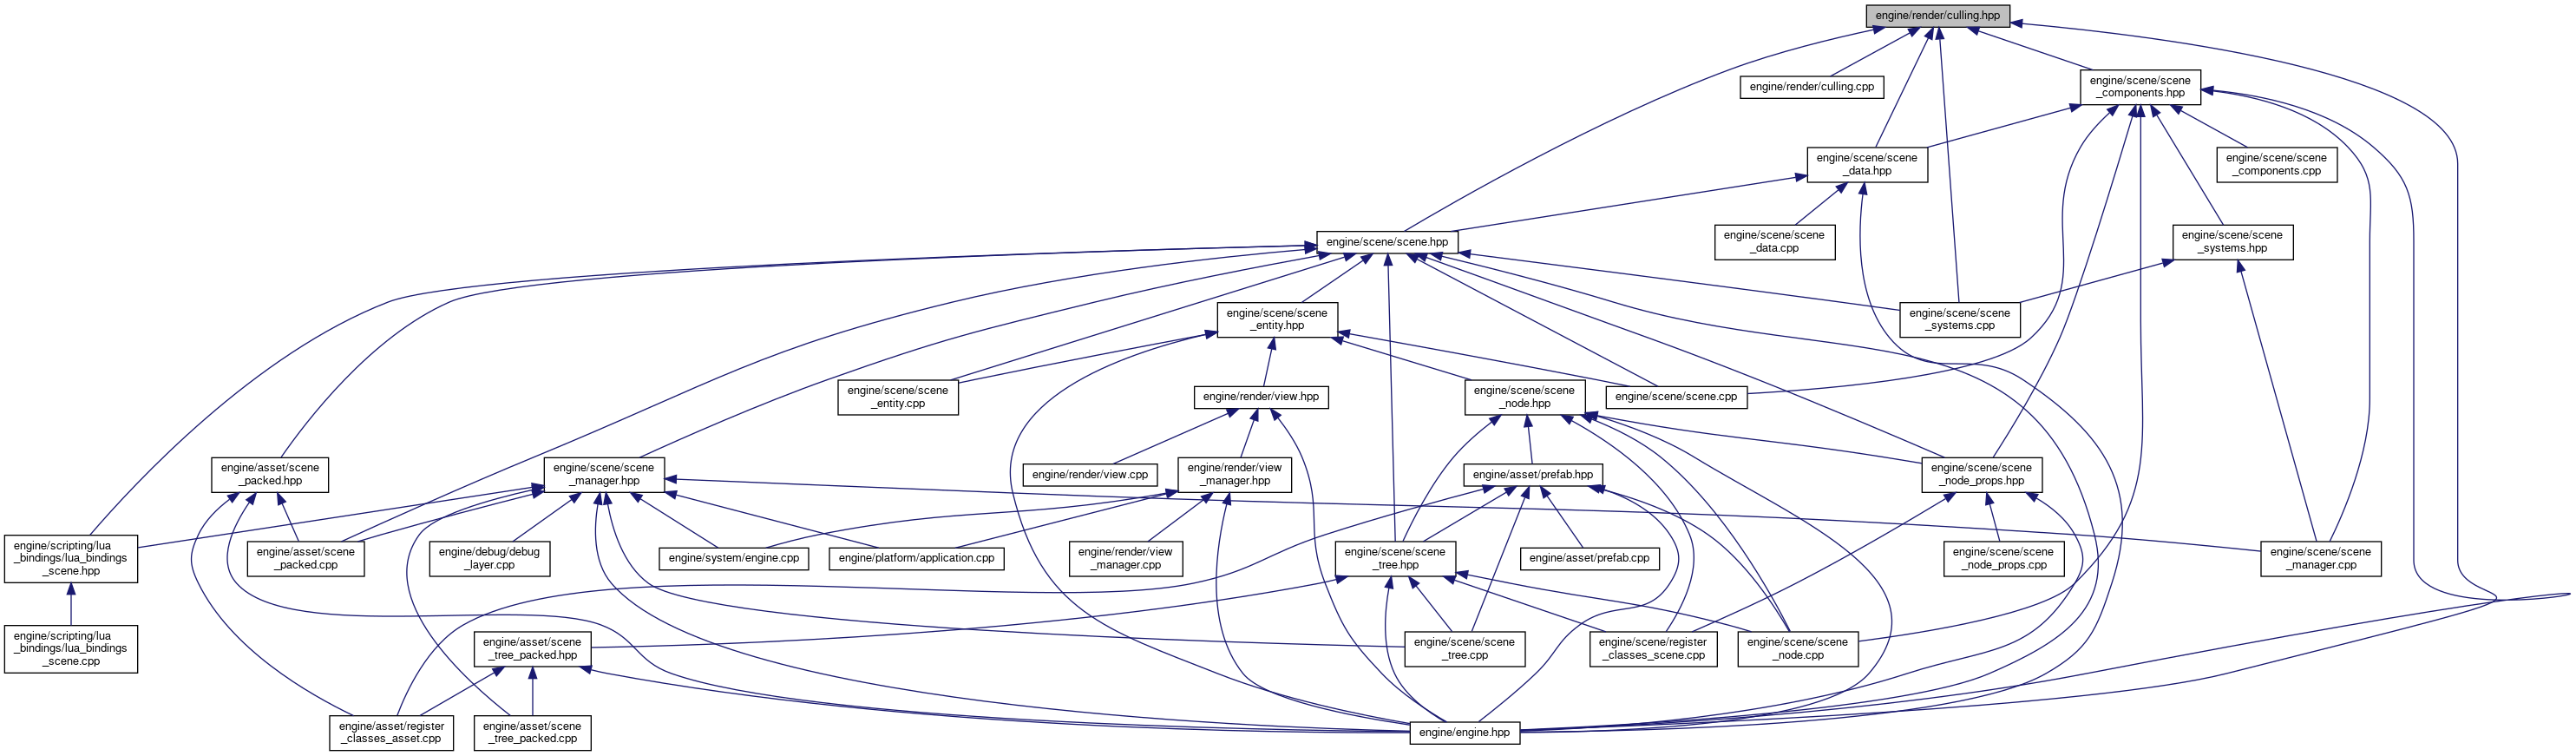 engine/render/culling.hpp
engine/render/culling.cpp
engine/scene/scene
_components.hpp
engine/scene/scene
_data.hpp
engine/scene/scene
_components.cpp
engine/scene/scene.hpp
engine/scene/scene
_data.cpp
engine/scene/scene
_systems.hpp
engine/scene/scene
_entity.hpp
engine/scene/scene
_systems.cpp
engine/scene/scene
_entity.cpp
engine/render/view.hpp
engine/scene/scene
_node.hpp
engine/scene/scene.cpp
engine/asset/scene
_packed.hpp
engine/scene/scene
_manager.hpp
engine/render/view.cpp
engine/render/view
_manager.hpp
engine/asset/prefab.hpp
engine/scene/scene
_node_props.hpp
engine/scripting/lua
_bindings/lua_bindings
_scene.hpp
engine/asset/scene
_packed.cpp
engine/debug/debug
_layer.cpp
engine/system/engine.cpp
engine/platform/application.cpp
engine/render/view
_manager.cpp
engine/scene/scene
_tree.hpp
engine/asset/prefab.cpp
engine/scene/scene
_node_props.cpp
engine/scene/scene
_manager.cpp
engine/scripting/lua
_bindings/lua_bindings
_scene.cpp
engine/asset/scene
_tree_packed.hpp
engine/scene/scene
_tree.cpp
engine/scene/register
_classes_scene.cpp
engine/scene/scene
_node.cpp
engine/asset/register
_classes_asset.cpp
engine/asset/scene
_tree_packed.cpp
engine/engine.hpp